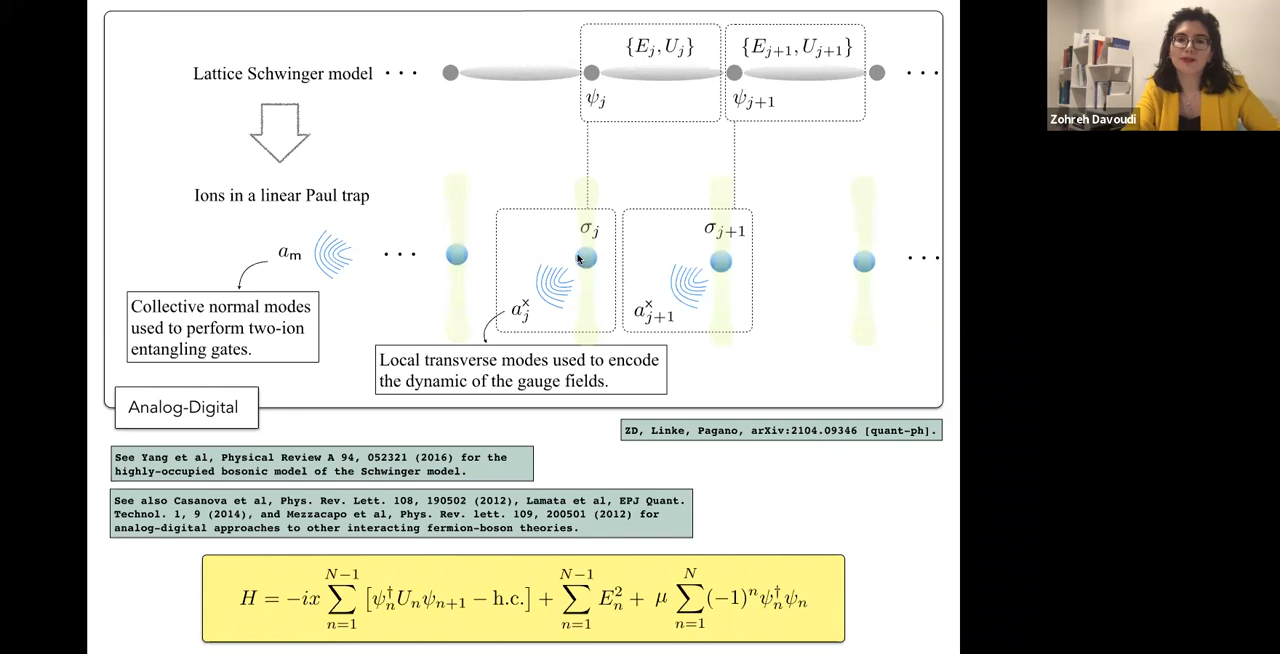 {E_j, U_j}
{E_{j+1}, U_{j+1}}
Lattice Schwinger model · · ·
· · ·
ψ_j
ψ_{j+1}
Zohreh Davoudi
Ions in a linear Paul trap
σ_j
σ_{j+1}
a_m
· · ·
· · ·
a_j^x
a_{j+1}^x
Collective normal modes
used to perform two-ion
entangling gates.
Local transverse modes used to encode
the dynamic of the gauge fields.
Analog-Digital
ZD, Linke, Pagano, arXiv:2104.09346 [quant-ph].
See Yang et al, Physical Review A 94, 052321 (2016) for the
highly-occupied bosonic model of the Schwinger model.
See also Casanova et al, Phys. Rev. Lett. 108, 190502 (2012), Lamata et al, EPJ Quant.
Technol. 1, 9 (2014), and Mezzacapo et al, Phys. Rev. lett. 109, 200501 (2012) for
analog-digital approaches to other interacting fermion-boson theories.
H = −ix ∑_{n=1}^{N−1} [ψ_n^† U_n ψ_{n+1} − h.c.] + ∑_{n=1}^{N−1} E_n^2 + μ ∑_{n=1}^{N} (−1)^n ψ_n^† ψ_n